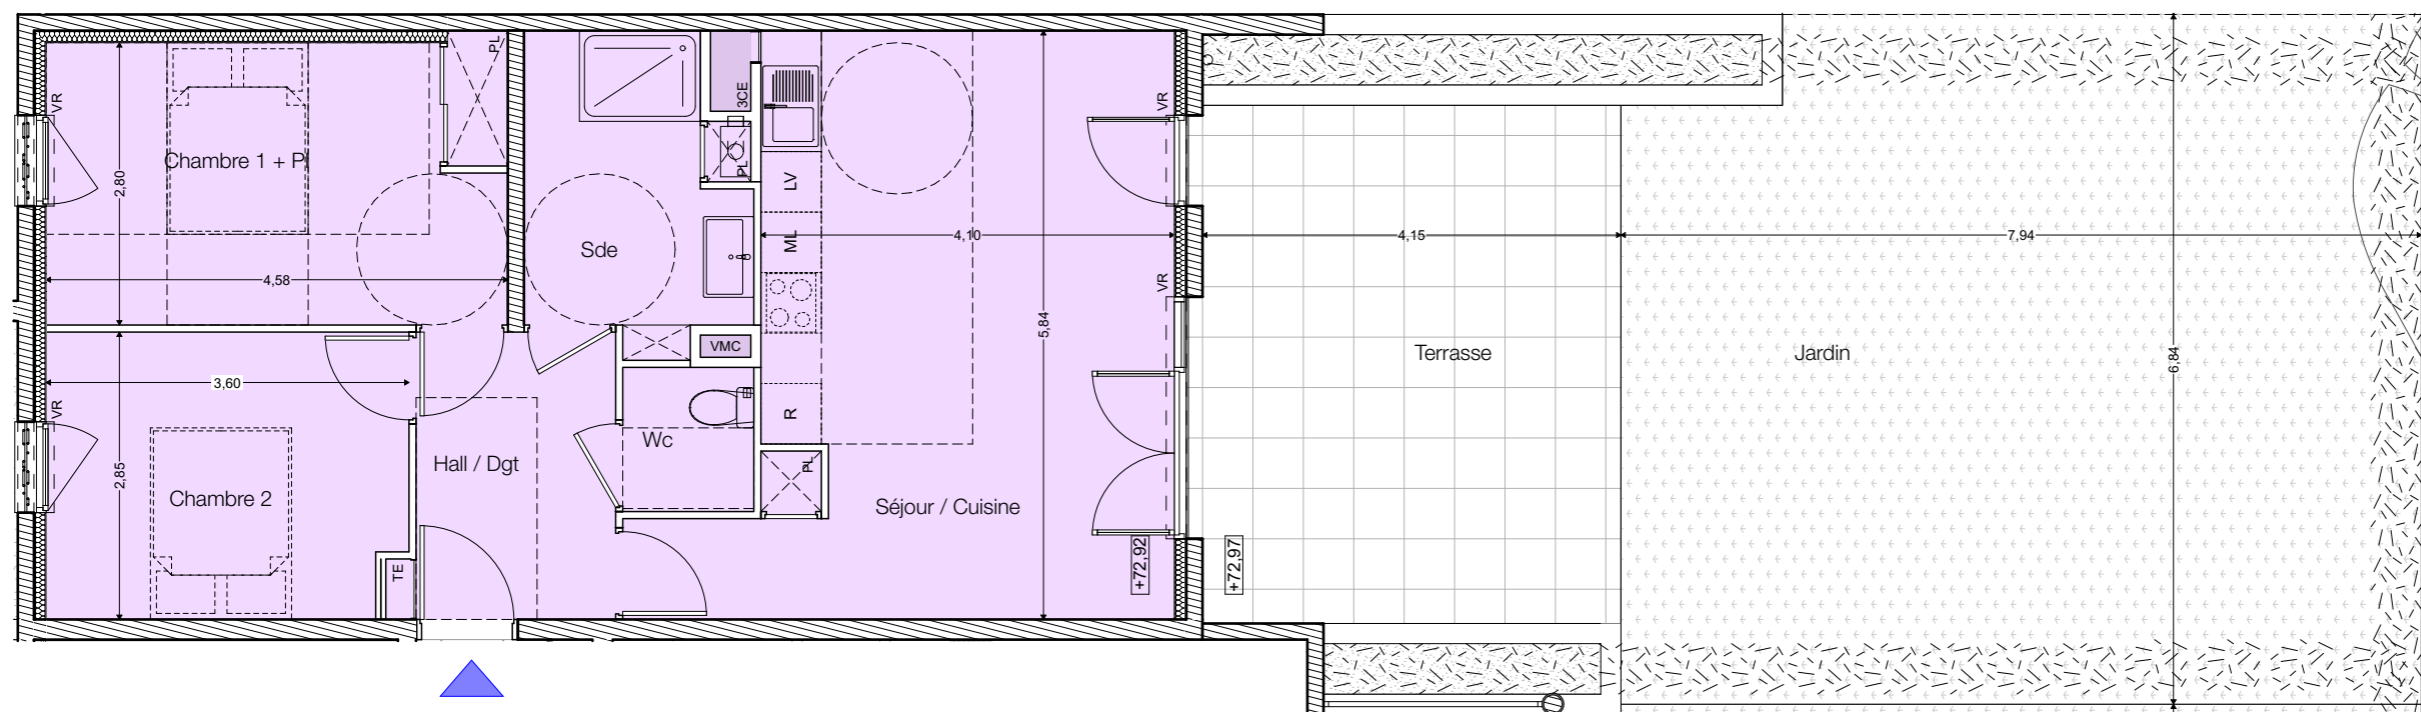 PL
VR
3CE
VR
Chambre 1 + P
2,80
PL
LV
Sde
ML
4,10
4,15
7,94
4,58
VR
5,84
VMC
Terrasse
Jardin
6,84
3,60
VR
R
Wc
Hall / Dgt
PL
2,85
Chambre 2
Séjour / Cuisine
+72,92
+72,97
TE